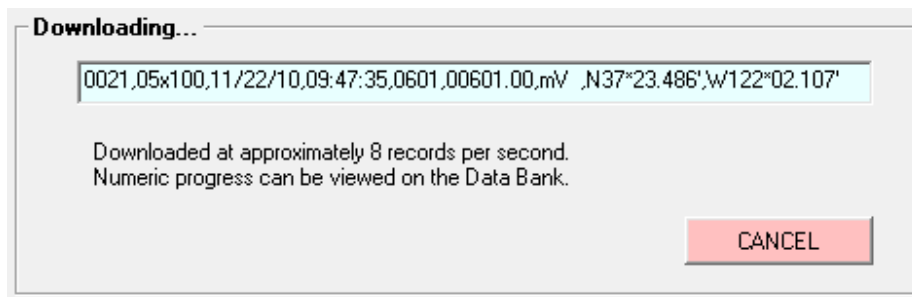 Downloading...
0021,05x100,11/22/10,09:47:35,0601,00601.00,mV  ,N37*23.486',W122*02.107'
Downloaded at approximately 8 records per second.
Numeric progress can be viewed on the Data Bank.
CANCEL